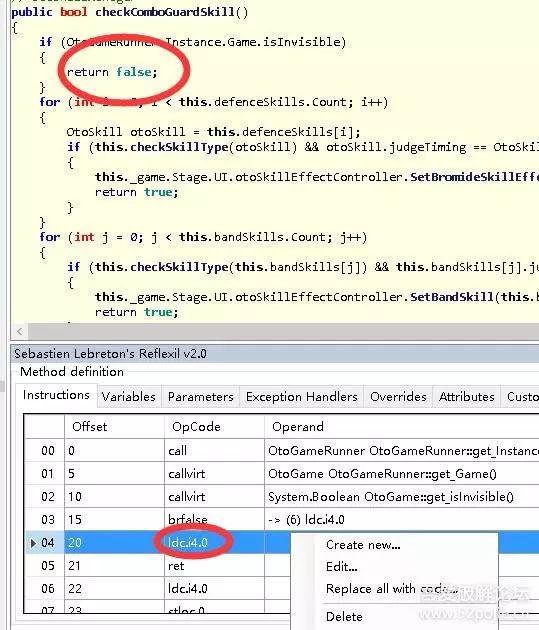 public bool checkComboGuardSkill()
{
if (OtoGameRunner.Instance.Game.isInvisible)
{
return false;
}
for (int i = 0; i < this.defenceSkills.Count; i++)
{
OtoSkill otoSkill = this.defenceSkills[i];
if (this.checkSkillType(otoSkill) && otoSkill.judgeTiming == OtoSkil
{
this._game.Stage.UI.otoSkillEffectController.SetBromideSkillEffe
return true;
}
}
for (int j = 0; j < this.bandSkills.Count; j++)
{
if (this.checkSkillType(this.bandSkills[j]) && this.bandSkills[j].ju
{
this._game.Stage.UI.otoSkillEffectController.SetBandSkill(this.b
return true;
Sebastien Lebreton's Reflexil v2.0
Method definition
Instructions Variables Parameters Exception Handlers Overrides Attributes Custo
Offset OpCode Operand
00 0 call OtoGameRunner OtoGameRunner::get_Instanc
01 5 callvirt OtoGame OtoGameRunner::get_Game()
02 10 callvirt System.Boolean OtoGame::get_isInvisible()
03 15 brfalse -> (6) ldc.i4.0
04 20 ldc.i4.0
05 21 ret
06 22 ldc.i4.0
07 23 stloc.0
Create new...
Edit...
Replace all with code...
Delete
吾爱破解论坛
www.52pojie.cn